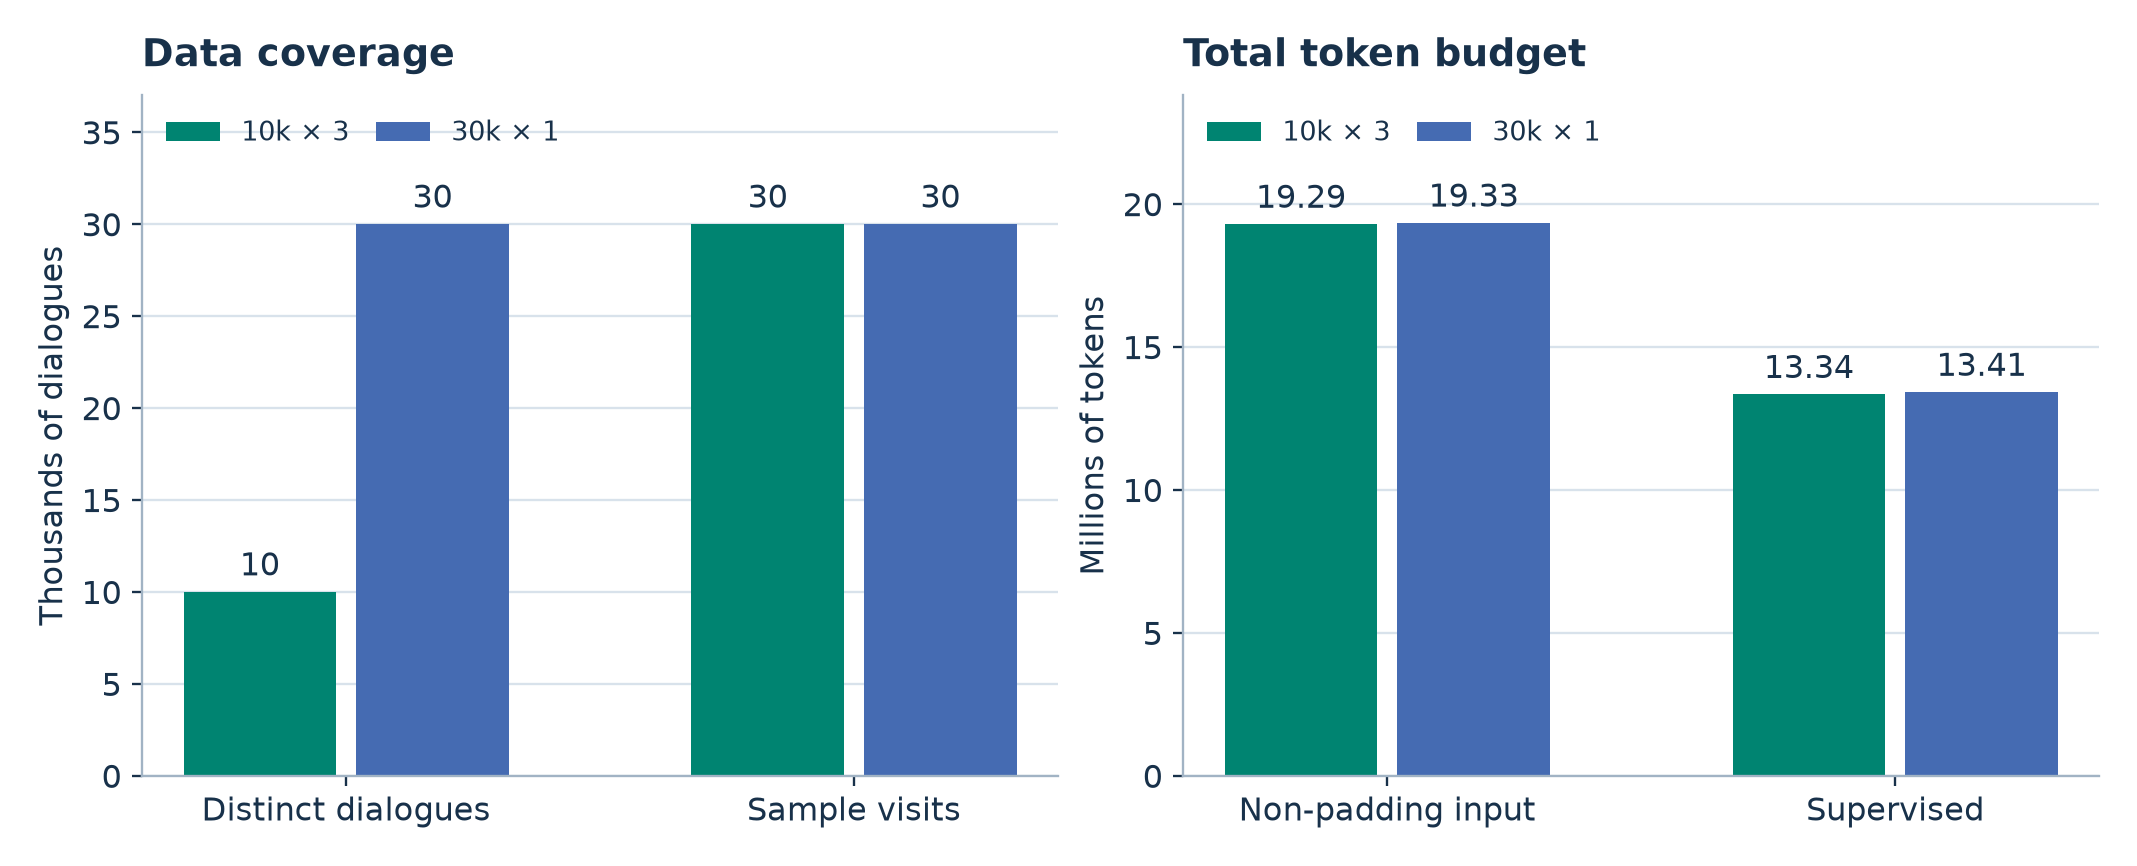 Data coverage
10k × 3
30k × 1
Thousands of dialogues
35
30
25
20
15
10
5
0
10
30
30
30
Distinct dialogues
Sample visits
Total token budget
10k × 3
30k × 1
Millions of tokens
20
15
10
5
0
19.29
19.33
13.34
13.41
Non-padding input
Supervised